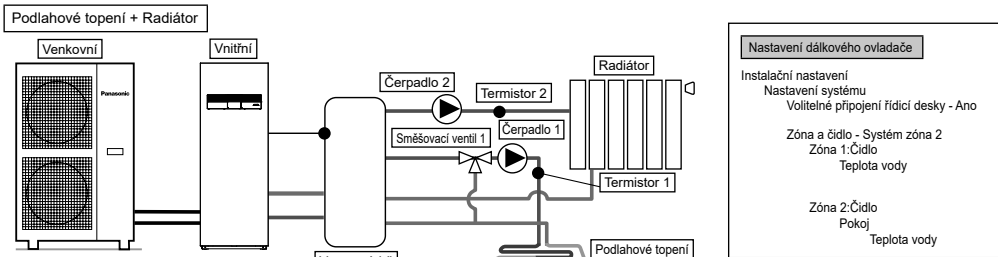 Podlahové topení + Radiátor
Venkovní
Vnitřní
Panasonic
Čerpadlo 2
Termistor 2
Radiátor
Směšovací ventil 1
Čerpadlo 1
Termistor 1
Podlahové topení
Nastavení dálkového ovladače
Instalační nastavení
Nastavení systému
Volitelné připojení řídicí desky - Ano
Zóna a čidlo - Systém zóna 2
Zóna 1:Čidlo
Teplota vody
Zóna 2:Čidlo
Pokoj
Teplota vody